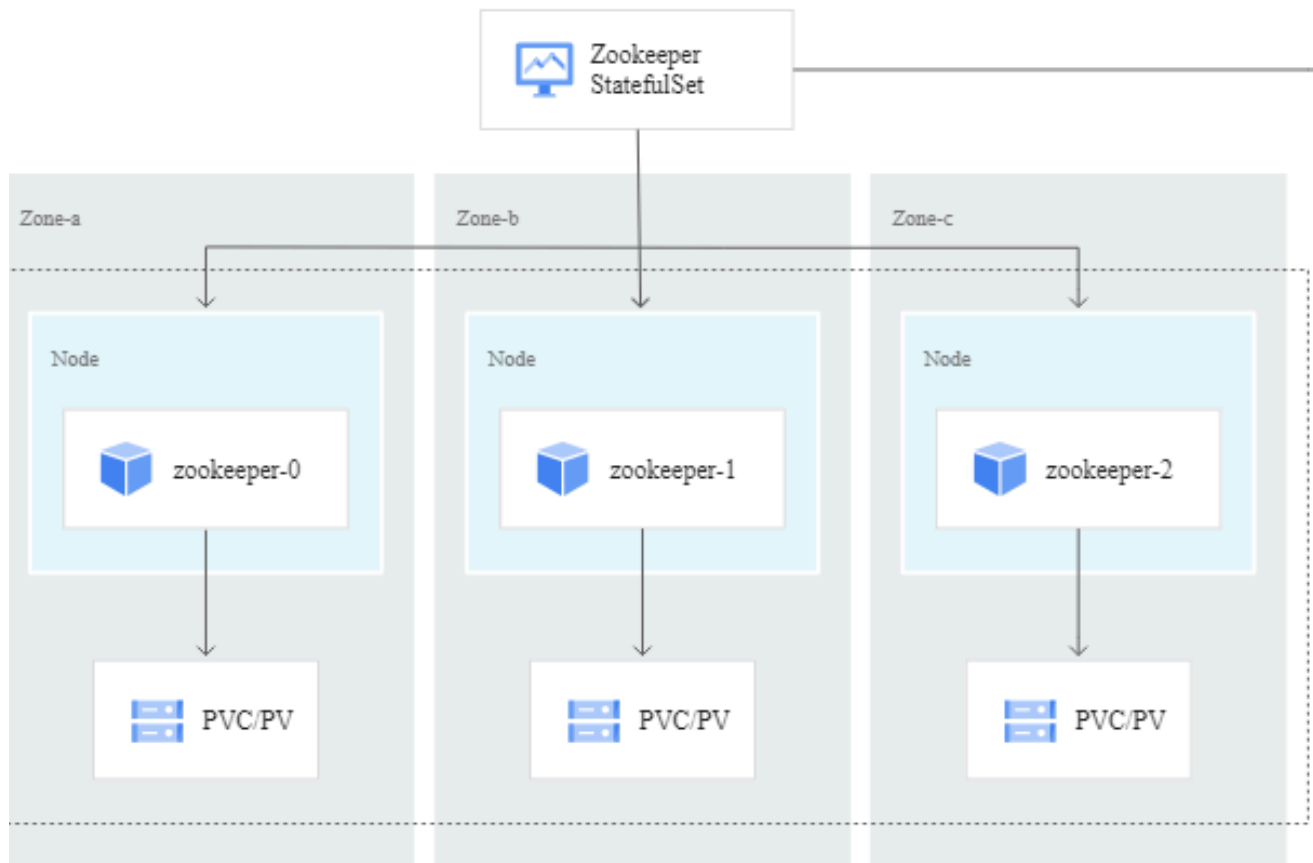 Zookeeper
StatefulSet
Zone-a
Zone-b
Zone-c
Node
Node
Node
zookeeper-0
zookeeper-1
zookeeper-2
PVC/PV
PVC/PV
PVC/PV